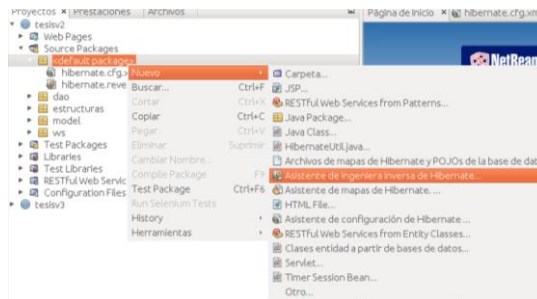 Proyectos × Prestaciones Archivos
Página de Inicio × hibernate.cfg.xm
tesisv2
Web Pages
Source Packages
<default package>
hibernate.cfg.x
hibernate.reve
dao
estructuras
model
ws
Test Packages
Libraries
Test Libraries
RESTful Web Servic
Configuration Files
tesisv3
NetBean
Nuevo
Buscar... Ctrl+F
Cortar Ctrl+X
Copiar Ctrl+C
Pegar Ctrl+V
Eliminar Suprimir
Cambiar Nombre...
Compile Package F9
Test Package Ctrl+F6
Run Selenium Tests
History
Herramientas
Carpeta...
JSP...
RESTful Web Services from Patterns...
Java Package...
Java Class...
HibernateUtil.java...
Archivos de mapas de Hibernate y POJOs de la base de dat
Asistente de ingeniera inversa de Hibernate...
Asistente de mapas de Hibernate. ...
HTML File...
Asistente de configuración de Hibernate ...
RESTful Web Services from Entity Classes...
Clases entidad a partir de bases de datos...
Servlet...
Timer Session Bean...
Otro...